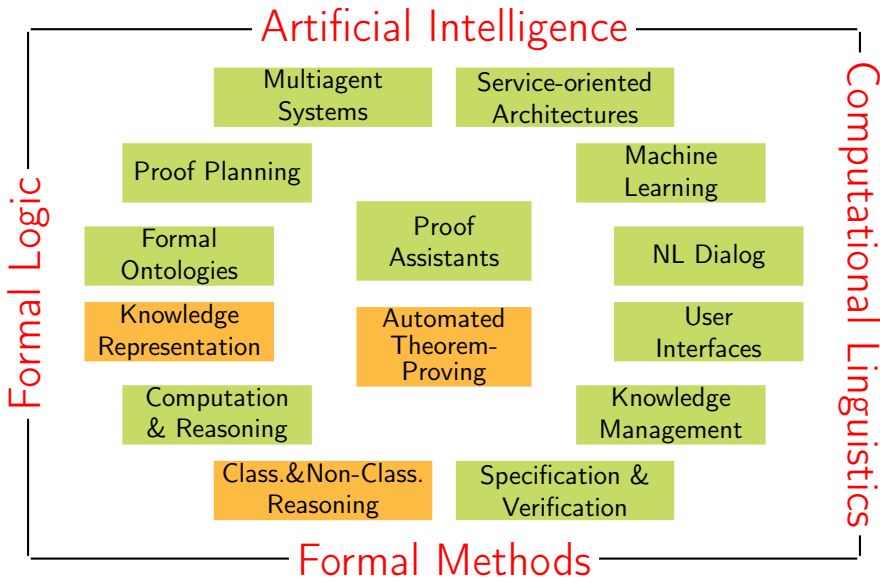 Artificial Intelligence
Multiagent
Systems
Service-oriented
Architectures
Proof Planning
Machine
Learning
Formal
Ontologies
Proof
Assistants
NL Dialog
Knowledge
Representation
Automated
Theorem-
Proving
User
Interfaces
Computation
& Reasoning
Knowledge
Management
Class.&Non-Class.
Reasoning
Specification &
Verification
Formal Logic
Computational Linguistics
Formal Methods